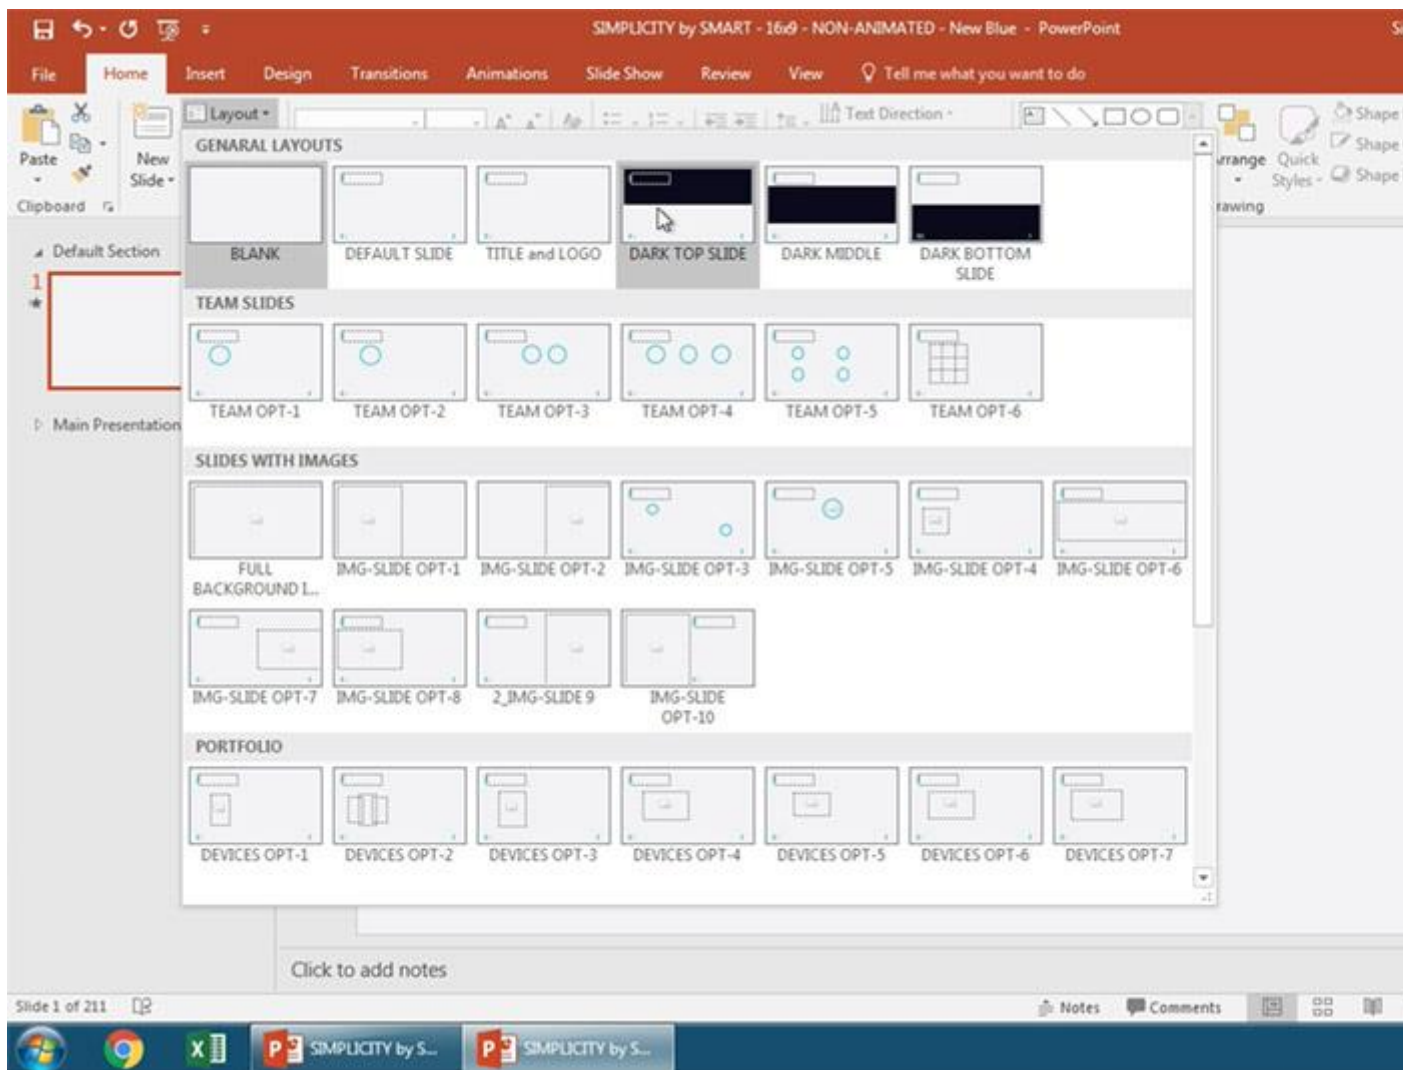 SIMPLICITY by SMART - 16x9 - NON-ANIMATED - New Blue - PowerPoint
File Home Insert Design Transitions Animations Slide Show Review View Tell me what you want to do
Layout
Text Direction
Shape
Paste
New
Slide
Arrange
Quick
Styles
Shape
Shape
Clipboard
GENARAL LAYOUTS
BLANK DEFAULT SLIDE TITLE and LOGO DARK TOP SLIDE DARK MIDDLE DARK BOTTOM
SLIDE
Default Section
1
TEAM SLIDES
TEAM OPT-1 TEAM OPT-2 TEAM OPT-3 TEAM OPT-4 TEAM OPT-5 TEAM OPT-6
Main Presentation
SLIDES WITH IMAGES
FULL
BACKGROUND I...
IMG-SLIDE OPT-1 IMG-SLIDE OPT-2 IMG-SLIDE OPT-3 IMG-SLIDE OPT-5 IMG-SLIDE OPT-4 IMG-SLIDE OPT-6
IMG-SLIDE OPT-7 IMG-SLIDE OPT-8 2_IMG-SLIDE 9 IMG-SLIDE
OPT-10
PORTFOLIO
DEVICES OPT-1 DEVICES OPT-2 DEVICES OPT-3 DEVICES OPT-4 DEVICES OPT-5 DEVICES OPT-6 DEVICES OPT-7
Click to add notes
Slide 1 of 211 Notes Comments
SIMPLICITY by S... SIMPLICITY by S...